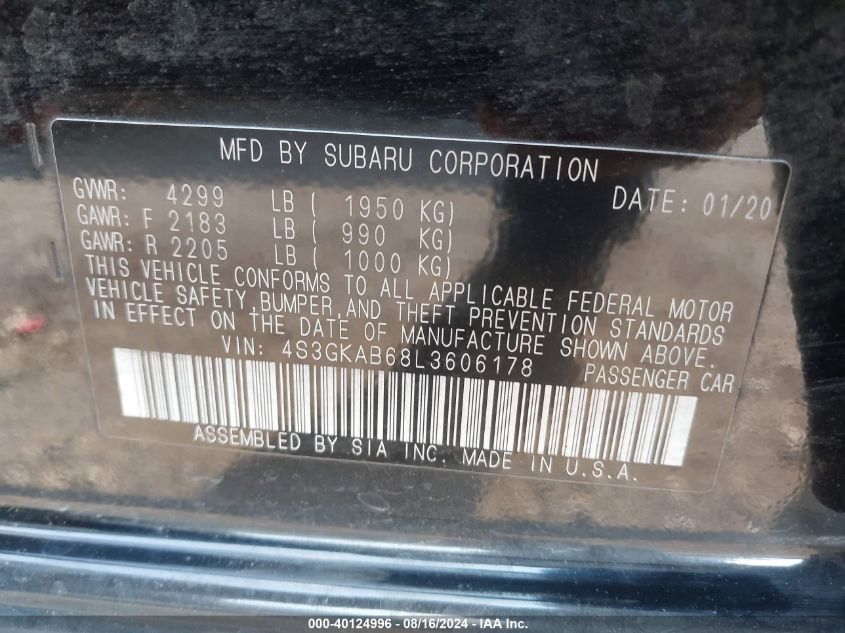 MFD BY SUBARU CORPORATION
GVWR: 4299 LB ( 1950 KG) DATE: 01/20
GAWR: F 2183 LB ( 990 KG)
GAWR: R 2205 LB ( 1000 KG)
THIS VEHICLE CONFORMS TO ALL APPLICABLE FEDERAL MOTOR
VEHICLE SAFETY, BUMPER, AND THEFT PREVENTION STANDARDS
IN EFFECT ON THE DATE OF MANUFACTURE SHOWN ABOVE.
VIN: 4S3GKAB68L3606178 PASSENGER CAR
ASSEMBLED BY SIA INC. MADE IN U.S.A.
000-40124996 - 08/16/2024 - IAA Inc.